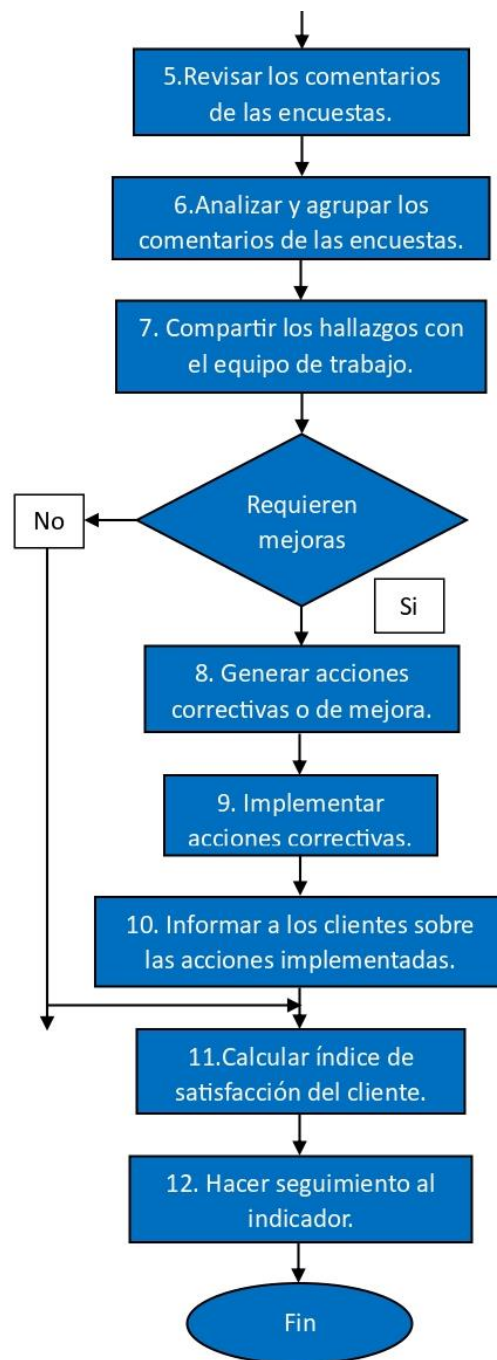 5.Revisar los comentarios
de las encuestas.
6.Analizar y agrupar los
comentarios de las encuestas.
7. Compartir los hallazgos con
el equipo de trabajo.
Requieren
mejoras
No
Si
8. Generar acciones
correctivas o de mejora.
9. Implementar
acciones correctivas.
10. Informar a los clientes sobre
las acciones implementadas.
11.Calcular índice de
satisfacción del cliente.
12. Hacer seguimiento al
indicador.
Fin